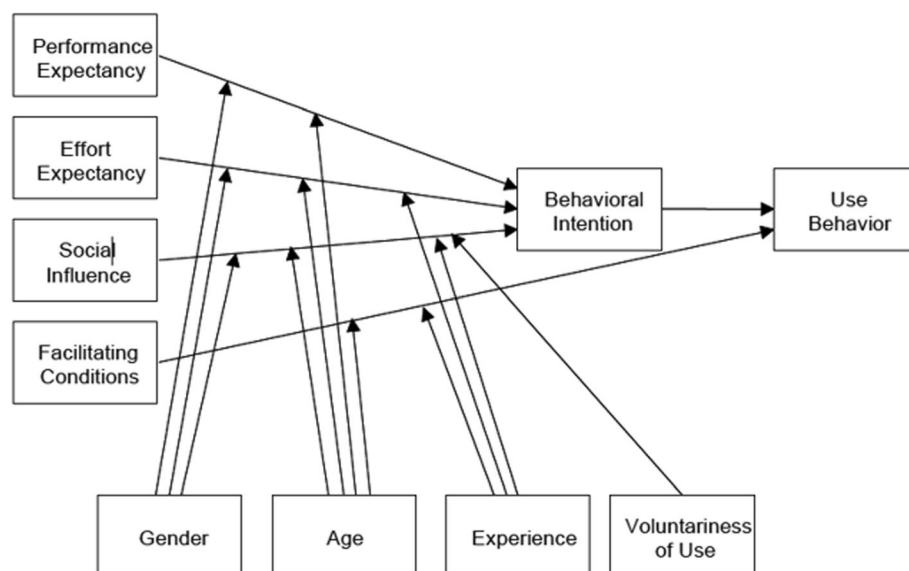 Performance
Expectancy
Effort
Expectancy
Social
Influence
Facilitating
Conditions
Behavioral
Intention
Use
Behavior
Gender
Age
Experience
Voluntariness
of Use